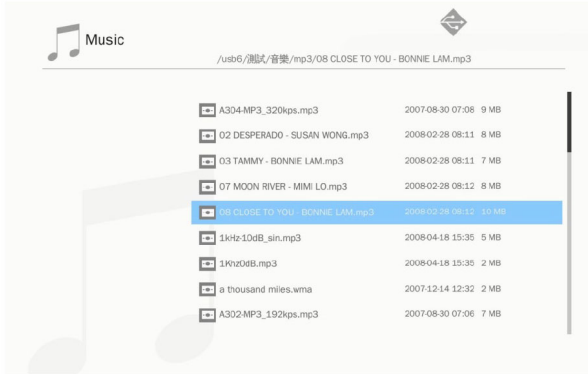 Music
/usb6/測試/音樂/mp3/08 CLOSE TO YOU - BONNIE LAM.mp3
A304-MP3_320kps.mp3 2007-08-30 07:08 9 MB
02 DESPERADO - SUSAN WONG.mp3 2008-02-28 08:11 8 MB
03 TAMMY - BONNIE LAM.mp3 2008-02-28 08:11 7 MB
07 MOON RIVER - MIMI LO.mp3 2008-02-28 08:12 8 MB
08 CLOSE TO YOU - BONNIE LAM.mp3 2008-02-28 08:12 10 MB
1kHz-10dB_sin.mp3 2008-04-18 15:35 5 MB
1Khz0dB.mp3 2008-04-18 15:35 2 MB
a thousand miles.wma 2007-12-14 12:32 2 MB
A302-MP3_192kps.mp3 2007-08-30 07:06 7 MB